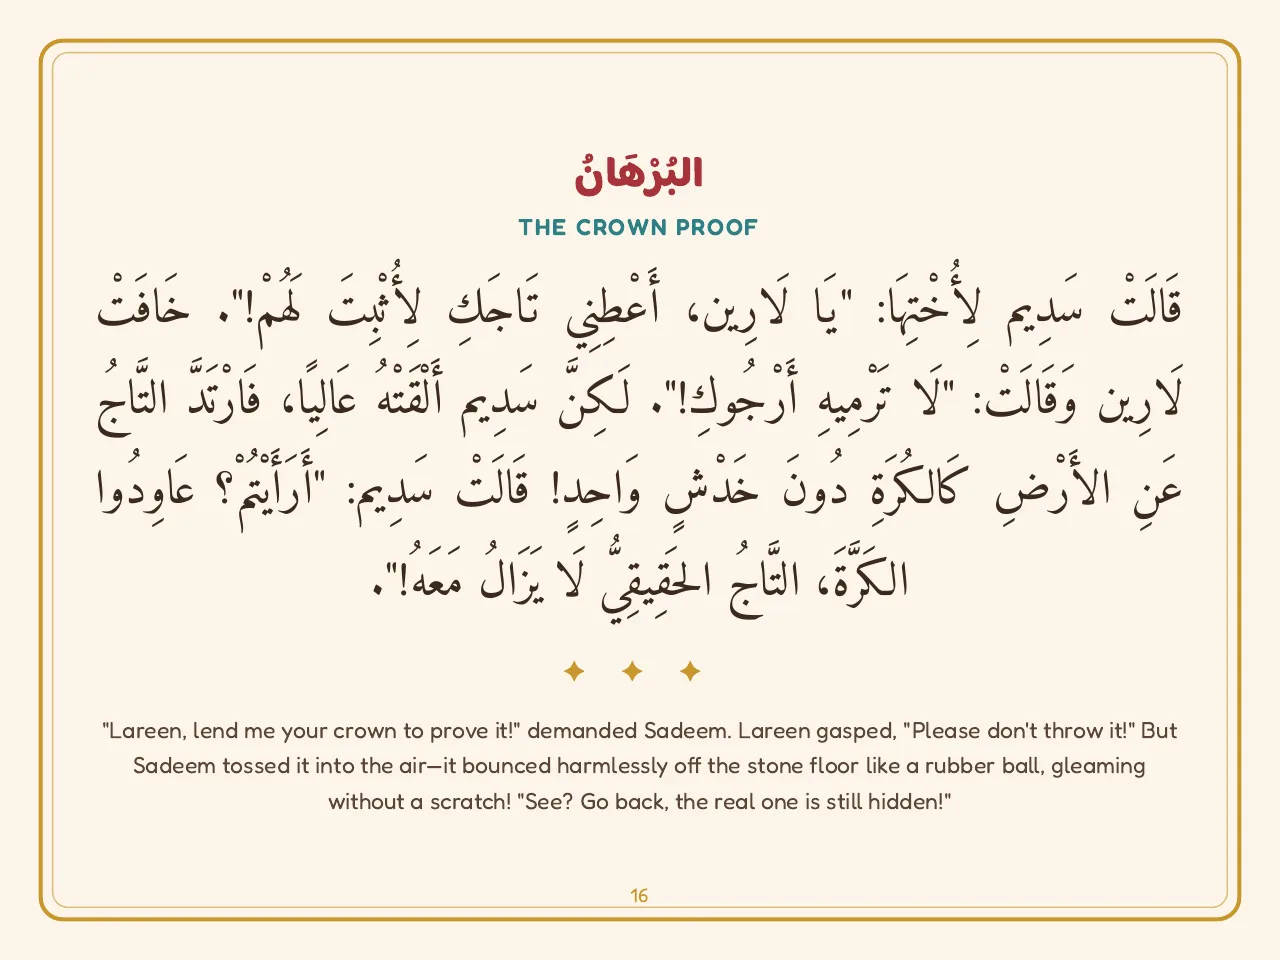 البُرْهَانُ
THE CROWN PROOF
قَالَتْ سَدِيم لِأُخْتِهَا: "يَا لَارِين، أَعْطِنِي تَاجَكِ لِأُثْبِتَ لَهُمْ!". خَافَتْ
لَارِين وَقَالَتْ: "لَا تَرْمِيهِ أَرْجُوكِ!". لَكِنَّ سَدِيم أَلْقَتْهُ عَالِيًا، فَارْتَدَّ التَّاجُ
عَنِ الأَرْضِ كَالكُرَةِ دُونَ خَدْشٍ وَاحِدٍ! قَالَتْ سَدِيم: "أَرَأَيْتُمْ؟ عَاوِدُوا
الكَرَّةَ، التَّاجُ الحَقِيقِيُّ لَا يَزَالُ مَعَهُ!".
"Lareen, lend me your crown to prove it!" demanded Sadeem. Lareen gasped, "Please don't throw it!" But
Sadeem tossed it into the air—it bounced harmlessly off the stone floor like a rubber ball, gleaming
without a scratch! "See? Go back, the real one is still hidden!"
16